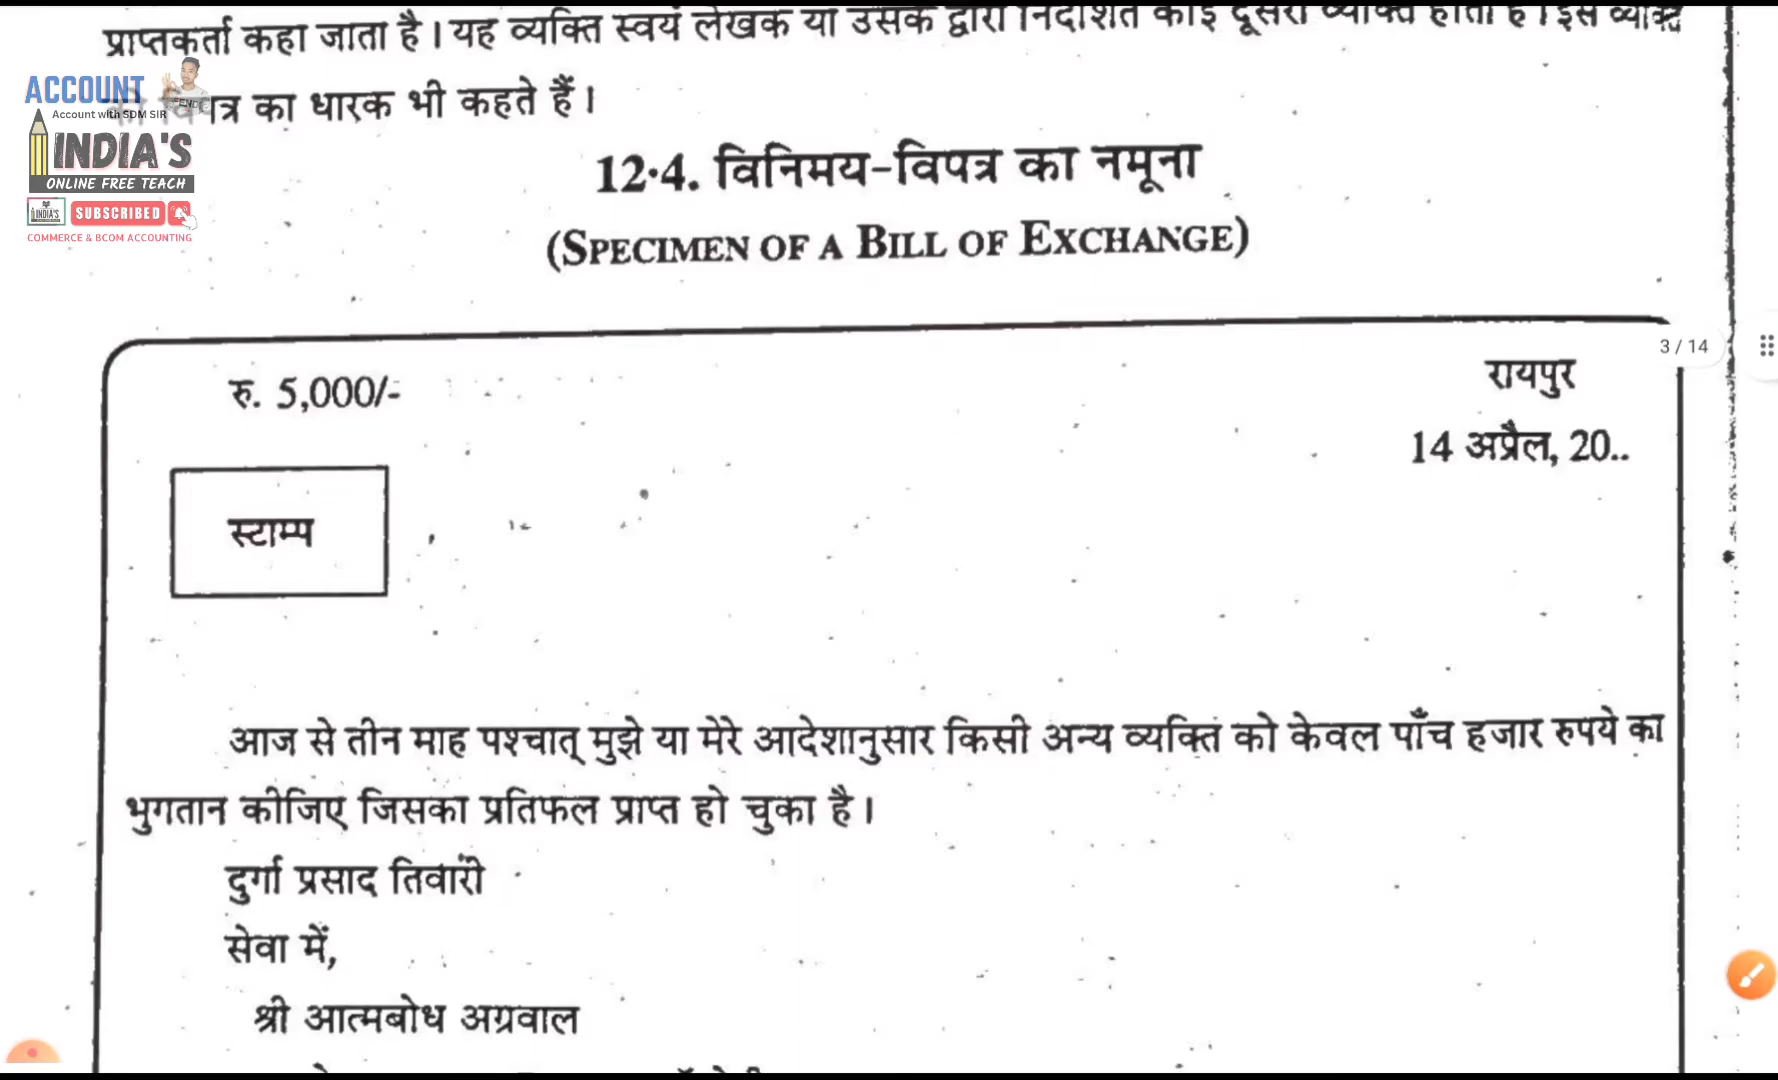 प्राप्तकर्ता कहा जाता है। यह व्यक्ति स्वयं लेखक या उसके द्वारा निर्देशित कोई दूसरा व्यक्ति होता है। इस व्यक्ति
पत्र का धारक भी कहते हैं।
ACCOUNT
Account with SDM SIR
INDIA'S
ONLINE FREE TEACH
INDIA'S
SUBSCRIBED
COMMERCE & BCOM ACCOUNTING
12·4. विनिमय-विपत्र का नमूना
(SPECIMEN OF A BILL OF EXCHANGE)
3 / 14
रु. 5,000/-
रायपुर
14 अप्रैल, 20..
स्टाम्प
आज से तीन माह पश्चात् मुझे या मेरे आदेशानुसार किसी अन्य व्यक्ति को केवल पाँच हजार रुपये का
भुगतान कीजिए जिसका प्रतिफल प्राप्त हो चुका है।
दुर्गा प्रसाद तिवारी
सेवा में,
श्री आत्मबोध अग्रवाल